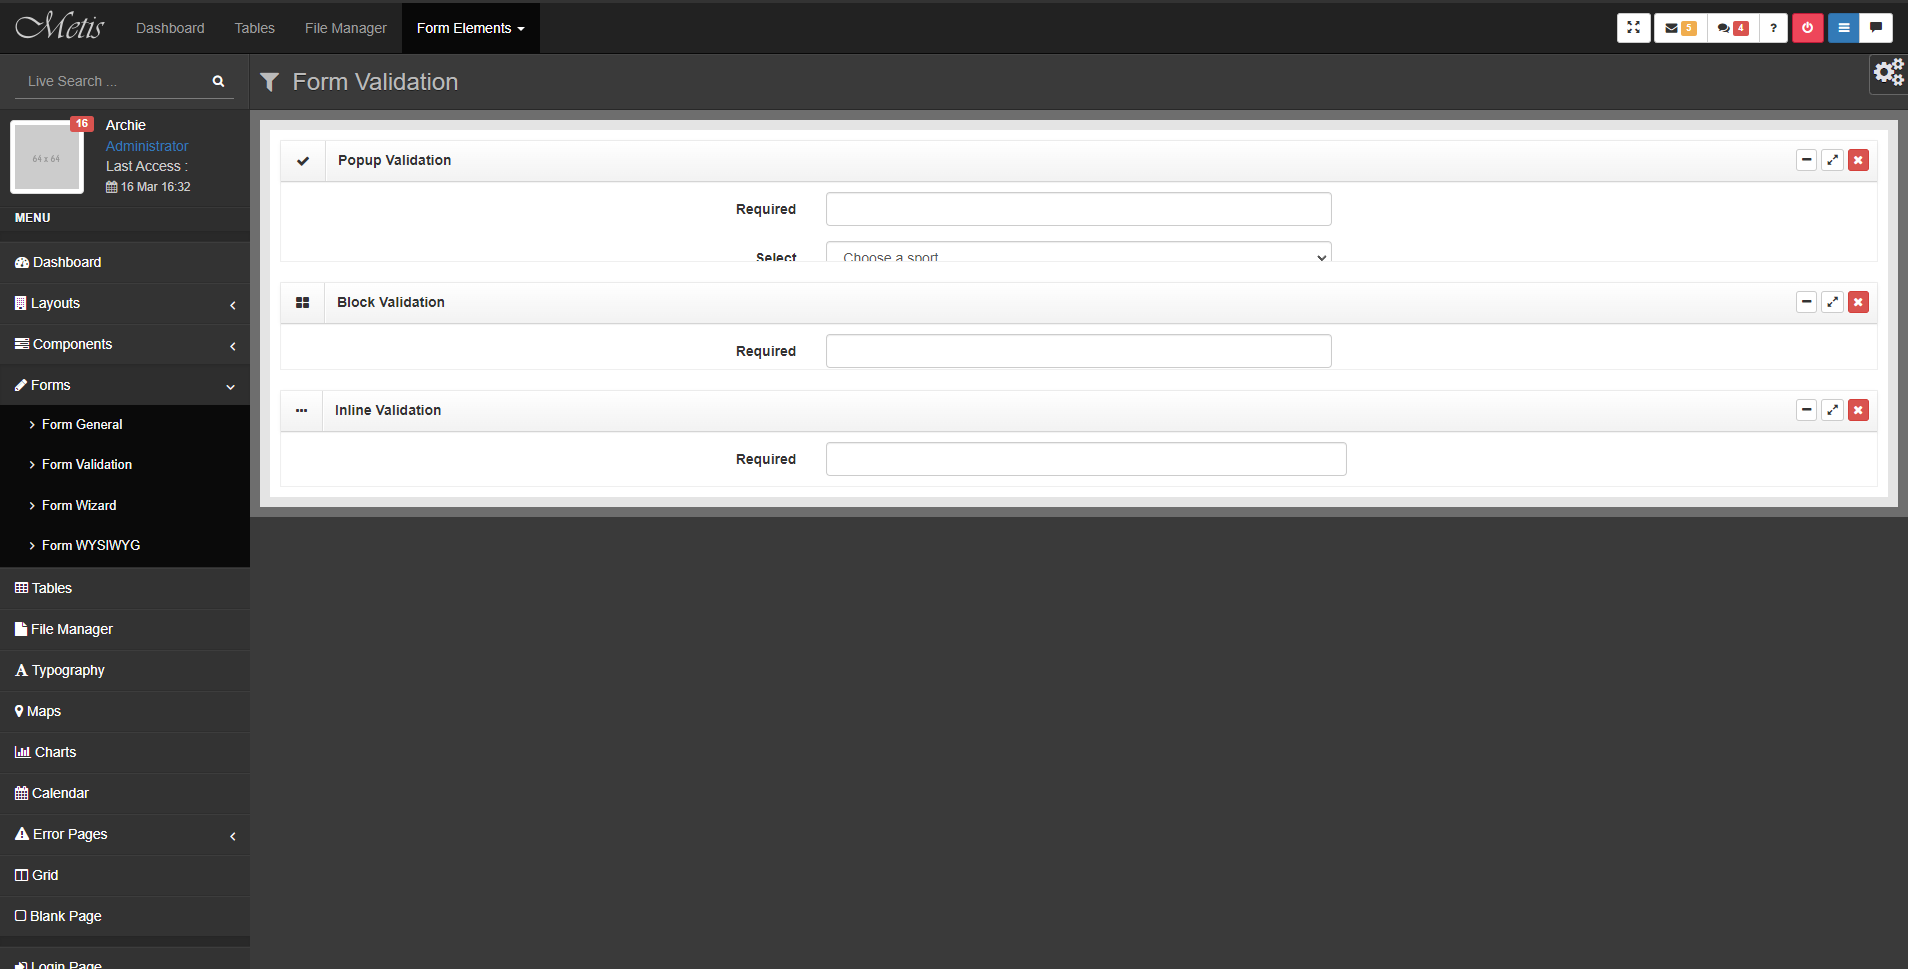 Metis
Dashboard
Tables
File Manager
Form Elements
5
4
?
Live Search ...
Form Validation
16
64 x 64
Archie
Administrator
Last Access :
16 Mar 16:32
MENU
Dashboard
Layouts
Components
Forms
Form General
Form Validation
Form Wizard
Form WYSIWYG
Tables
File Manager
Typography
Maps
Charts
Calendar
Error Pages
Grid
Blank Page
Login Page
Popup Validation
Required
Select
Choose a sport
Block Validation
Required
Inline Validation
Required